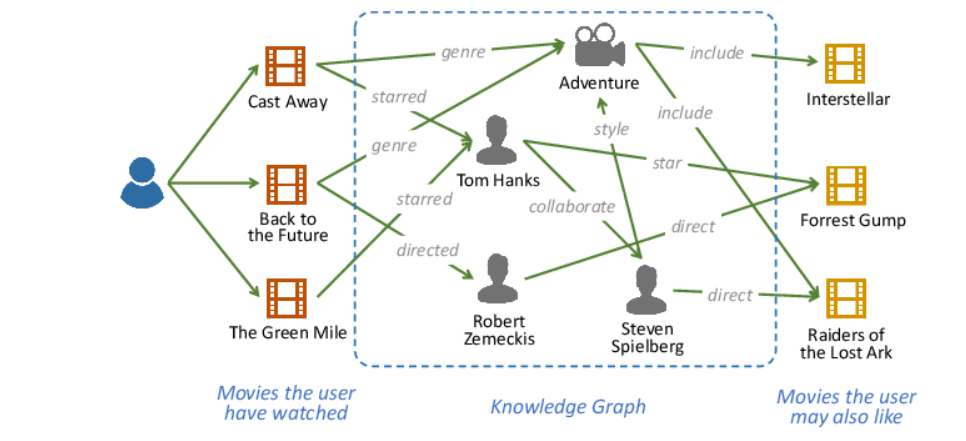 genre
include
Adventure
Cast Away
Interstellar
starred
include
style
genre
star
Tom Hanks
starred
collaborate
Back to
the Future
Forrest Gump
direct
directed
direct
The Green Mile
Robert
Zemeckis
Steven
Spielberg
Raiders of
the Lost Ark
Movies the user
have watched
Knowledge Graph
Movies the user
may also like